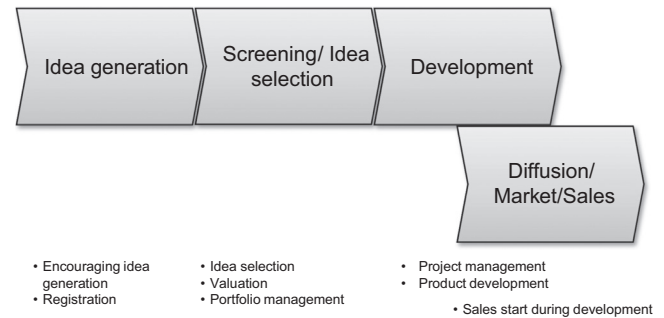 Idea generation
Screening/ Idea
selection
Development
Diffusion/
Market/Sales
• Encouraging idea
generation
• Registration
• Idea selection
• Valuation
• Portfolio management
• Project management
• Product development
• Sales start during development